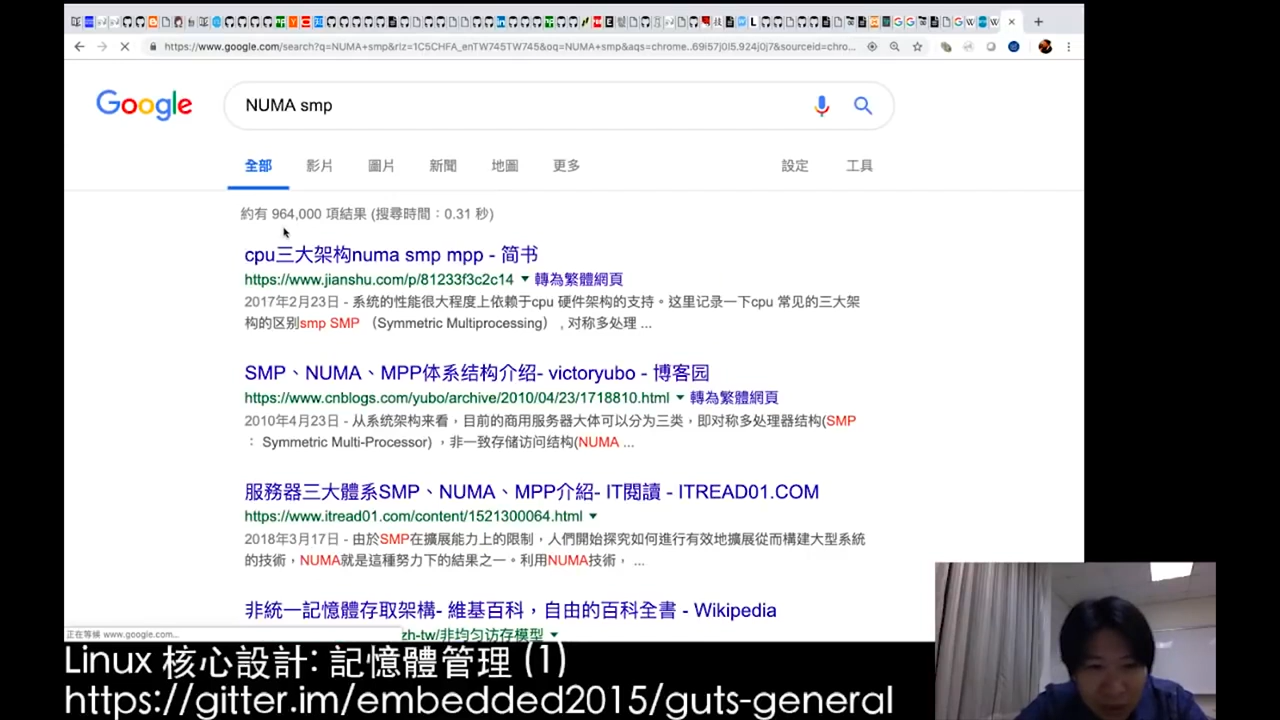 https://www.google.com/search?q=NUMA+smp&rlz=1C5CHFA_enTW745TW745&oq=NUMA+smp&aqs=chrome..69i57j0l5.924j0j7&sourceid=chro...
Google
NUMA smp
全部 影片 圖片 新聞 地圖 更多 設定 工具
約有 964,000 項結果 (搜尋時間：0.31 秒)
cpu三大架构numa smp mpp - 简书
https://www.jianshu.com/p/81233f3c2c14 轉為繁體網頁
2017年2月23日 - 系统的性能很大程度上依赖于cpu 硬件架构的支持。这里记录一下cpu 常见的三大架
构的区别smp SMP （Symmetric Multiprocessing），对称多处理 ...
SMP、NUMA、MPP体系结构介绍- victoryubo - 博客园
https://www.cnblogs.com/yubo/archive/2010/04/23/1718810.html 轉為繁體網頁
2010年4月23日 - 从系统架构来看，目前的商用服务器大体可以分为三类，即对称多处理器结构(SMP
： Symmetric Multi-Processor) ，非一致存储访问结构(NUMA ...
服務器三大體系SMP、NUMA、MPP介紹- IT閱讀 - ITREAD01.COM
https://www.itread01.com/content/1521300064.html
2018年3月17日 - 由於SMP在擴展能力上的限制，人們開始探究如何進行有效地擴展從而構建大型系統
的技術，NUMA就是這種努力下的結果之一。利用NUMA技術， ...
非統一記憶體存取架構- 維基百科，自由的百科全書 - Wikipedia
正在等候 www.google.com...
zh-tw/非均匀访存模型
Linux 核心設計: 記憶體管理 (1)
https://gitter.im/embedded2015/guts-general